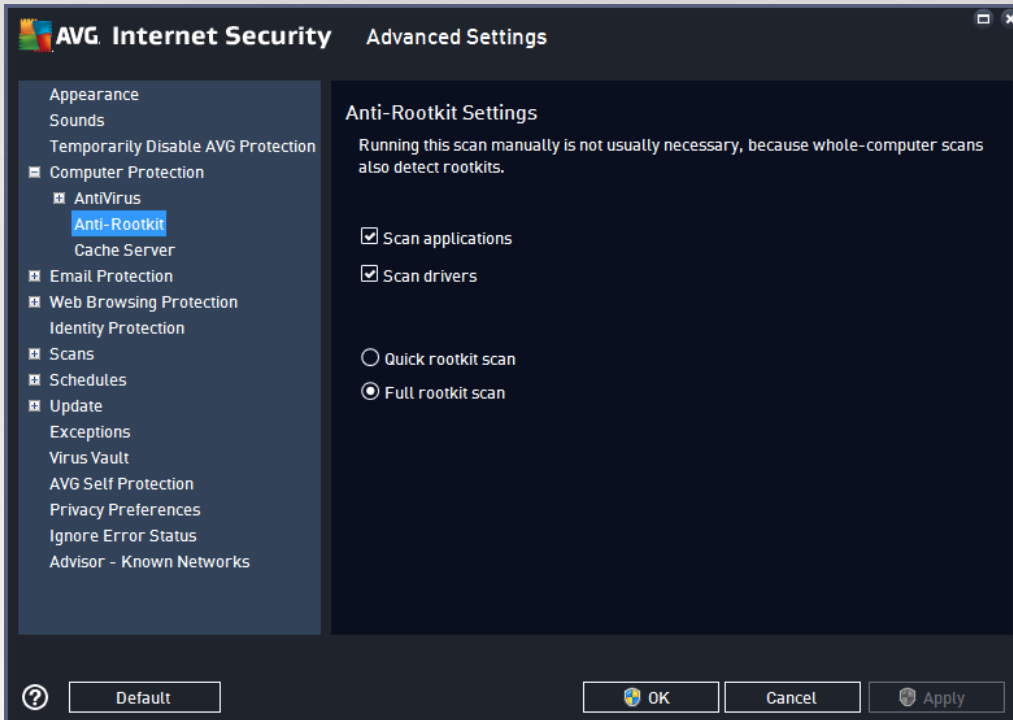 AVG. Internet Security Advanced Settings
Appearance
Sounds
Temporarily Disable AVG Protection
Computer Protection
AntiVirus
Anti-Rootkit
Cache Server
Email Protection
Web Browsing Protection
Identity Protection
Scans
Schedules
Update
Exceptions
Virus Vault
AVG Self Protection
Privacy Preferences
Ignore Error Status
Advisor - Known Networks
Anti-Rootkit Settings
Running this scan manually is not usually necessary, because whole-computer scans
also detect rootkits.
Scan applications
Scan drivers
Quick rootkit scan
Full rootkit scan
? Default OK Cancel Apply